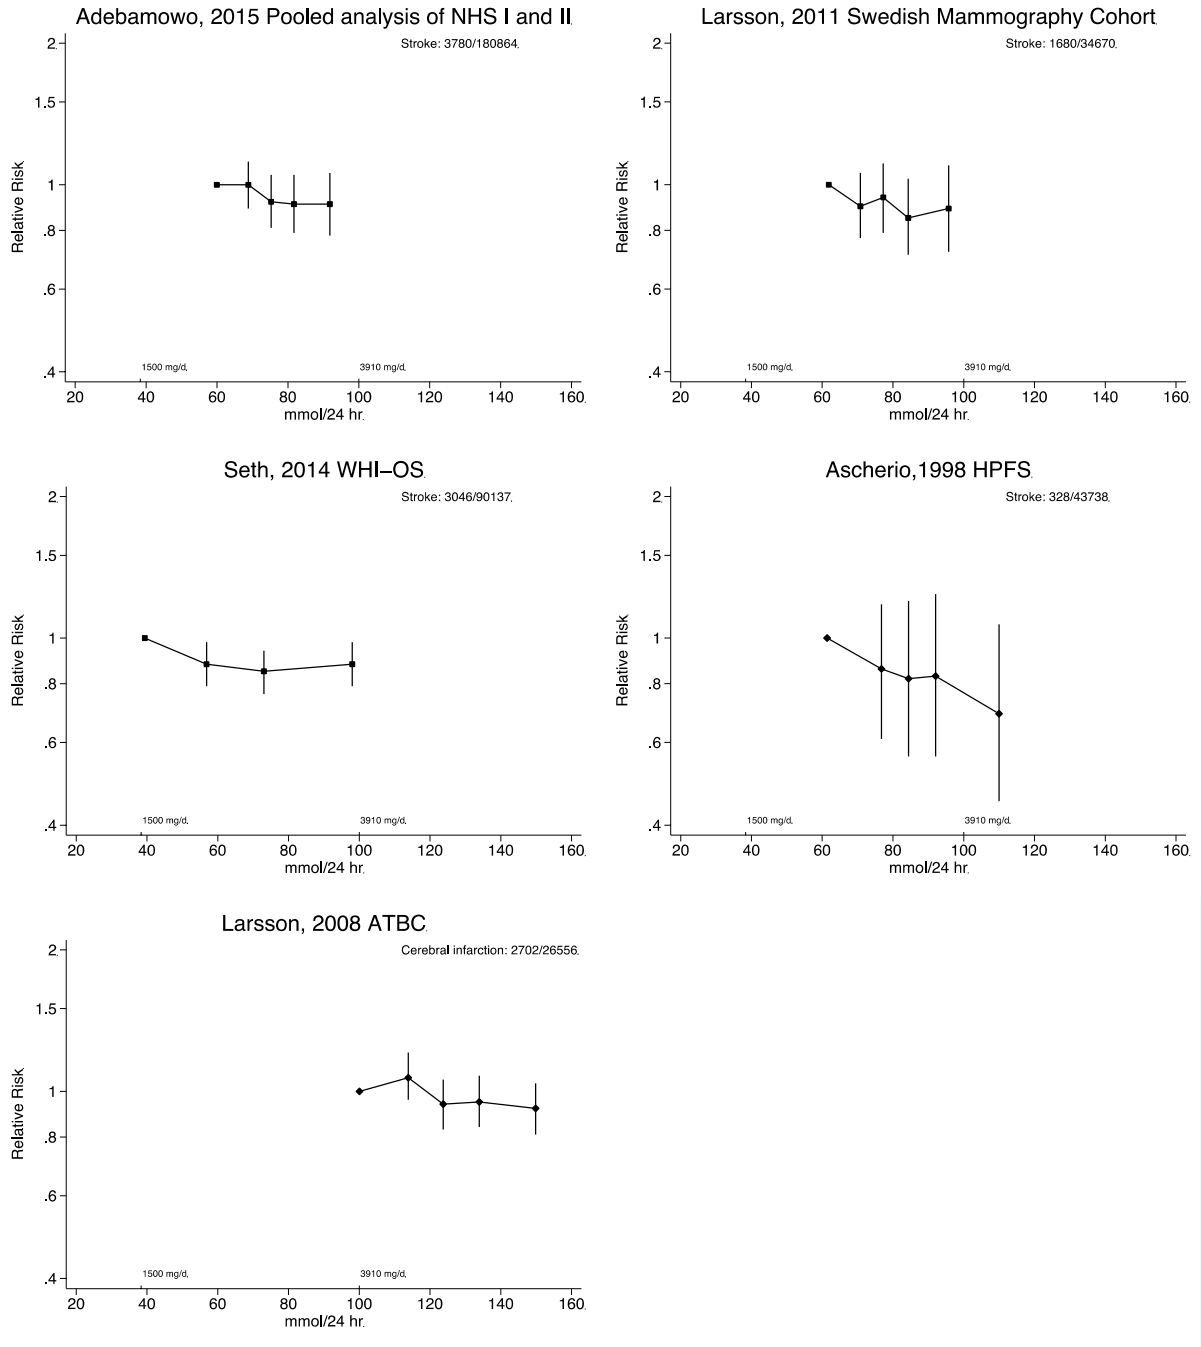 Adebamowo, 2015 Pooled analysis of NHS I and II
Stroke: 3780/180864
2
1.5
1
.8
.6
.4
Relative Risk
1500 mg/d
3910 mg/d
20 40 60 80 100 120 140 160
mmol/24 hr
Larsson, 2011 Swedish Mammography Cohort
Stroke: 1680/34670
2
1.5
1
.8
.6
.4
Relative Risk
1500 mg/d
3910 mg/d
20 40 60 80 100 120 140 160
mmol/24 hr
Seth, 2014 WHI–OS
Stroke: 3046/90137
2
1.5
1
.8
.6
.4
Relative Risk
1500 mg/d
3910 mg/d
20 40 60 80 100 120 140 160
mmol/24 hr
Ascherio,1998 HPFS
Stroke: 328/43738
2
1.5
1
.8
.6
.4
Relative Risk
1500 mg/d
3910 mg/d
20 40 60 80 100 120 140 160
mmol/24 hr
Larsson, 2008 ATBC
Cerebral infarction: 2702/26556
2
1.5
1
.8
.6
.4
Relative Risk
1500 mg/d
3910 mg/d
20 40 60 80 100 120 140 160
mmol/24 hr